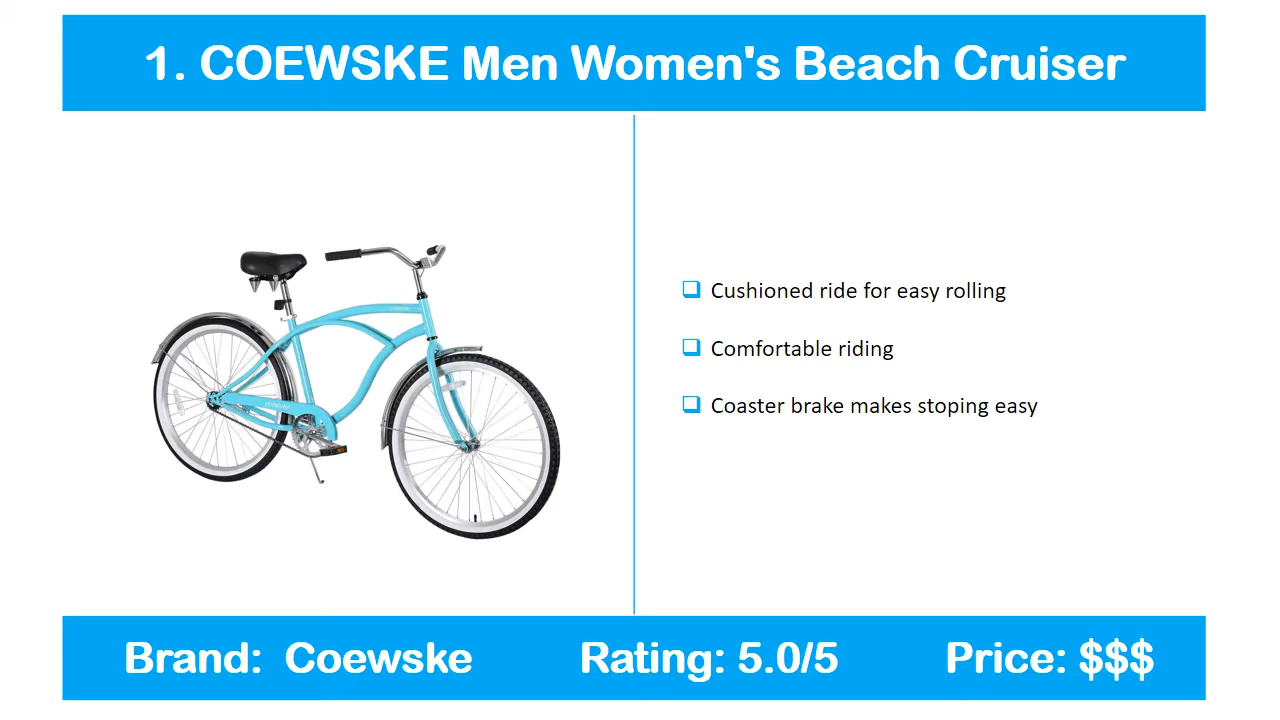 1. COEWSKE Men Women's Beach Cruiser
Cushioned ride for easy rolling
Comfortable riding
Coaster brake makes stoping easy
Brand: Coewske Rating: 5.0/5 Price: $$$